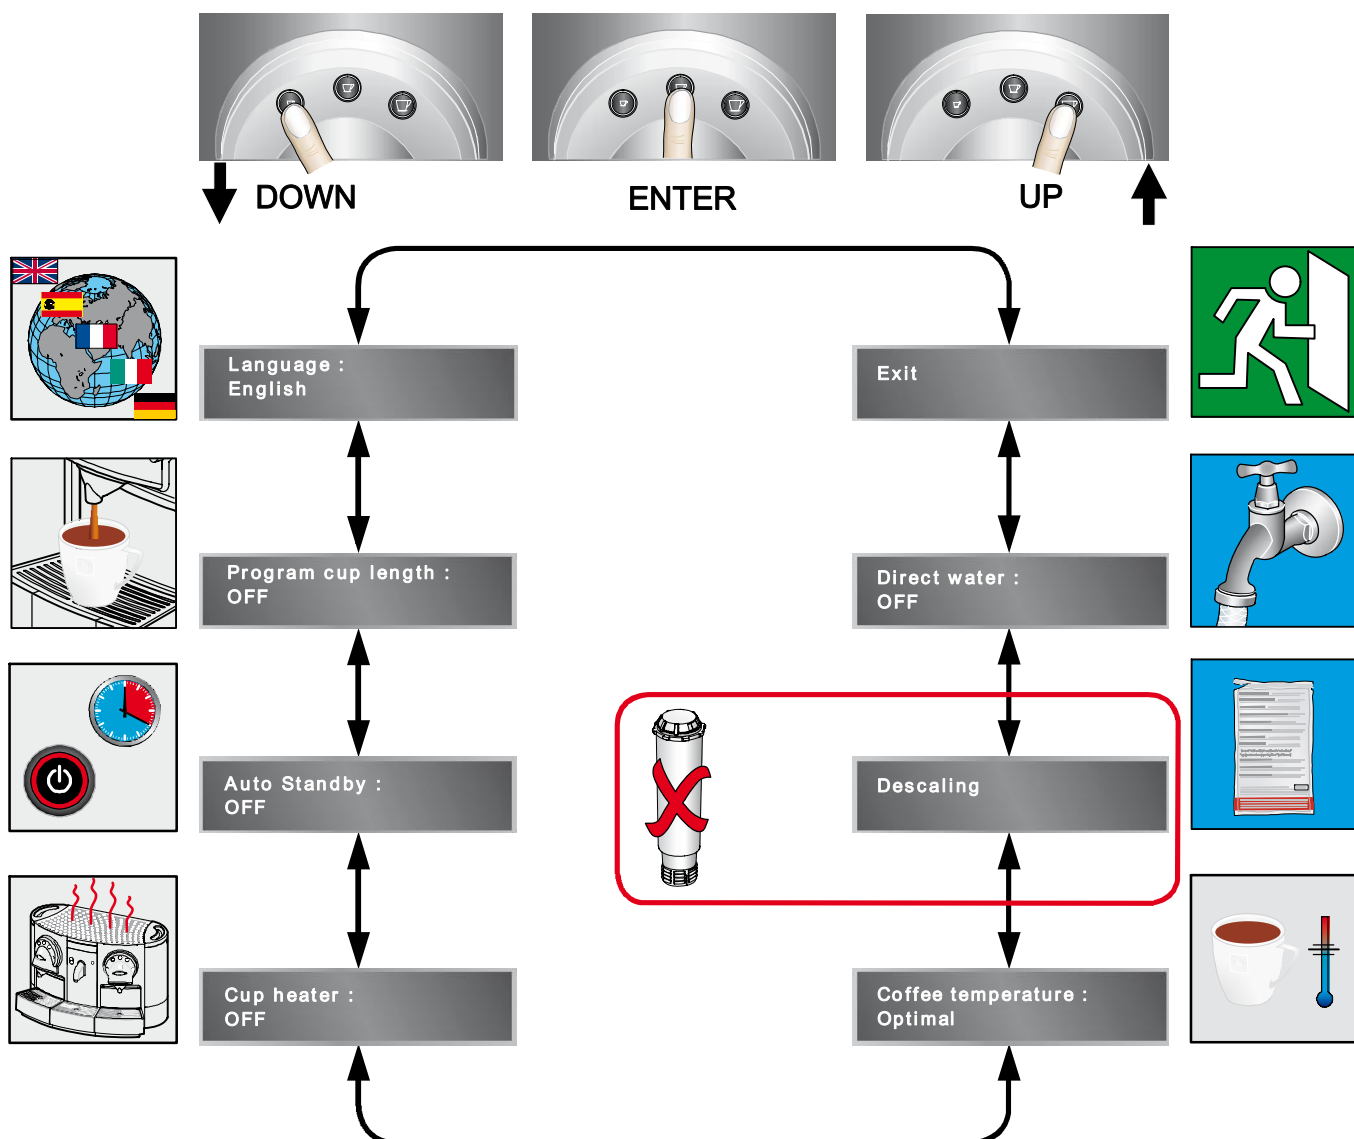 DOWN
ENTER
UP
Language :
English
Exit
Program cup length :
OFF
Direct water :
OFF
Auto Standby :
OFF
Descaling
Cup heater :
OFF
Coffee temperature :
Optimal